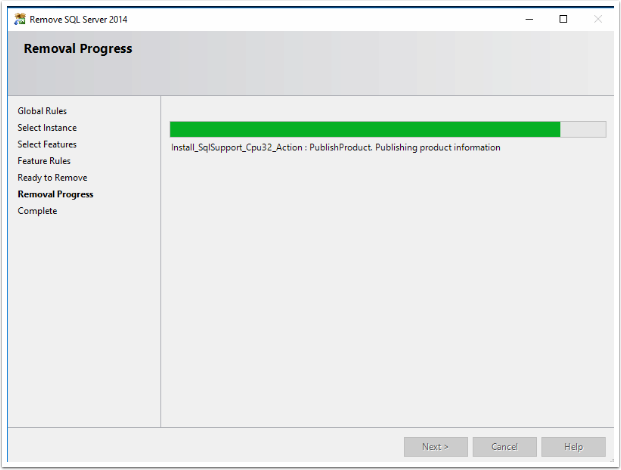 Remove SQL Server 2014
Removal Progress
Global Rules
Select Instance
Select Features
Feature Rules
Ready to Remove
Removal Progress
Complete
Install_SqlSupport_Cpu32_Action : PublishProduct. Publishing product information
Next >
Cancel
Help